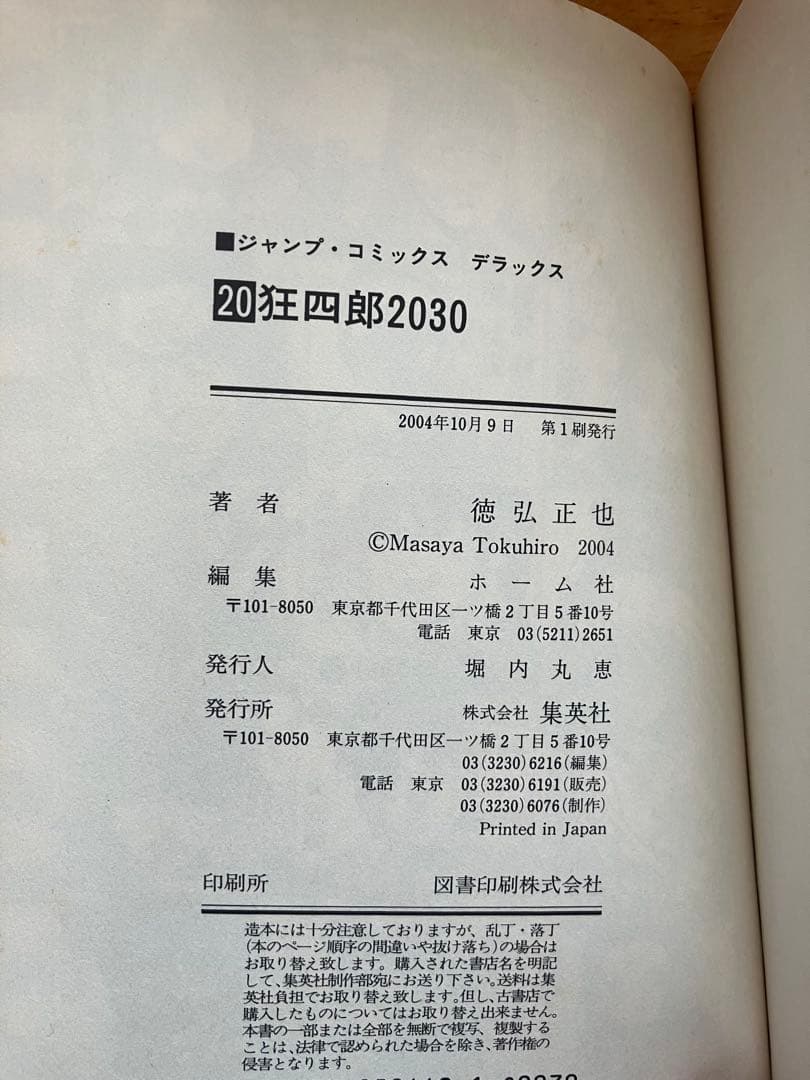 ■ジャンプ・コミックス デラックス
20 狂四郎2030
2004年10月9日 第1刷発行
著者 徳弘正也
©Masaya Tokuhiro 2004
編集 ホーム社
〒101-8050 東京都千代田区一ツ橋2丁目5番10号
電話 東京 03(5211)2651
発行人 堀内丸恵
発行所 株式会社 集英社
〒101-8050 東京都千代田区一ツ橋2丁目5番10号
03(3230)6216(編集)
電話 東京 03(3230)6191(販売)
03(3230)6076(制作)
Printed in Japan
印刷所 図書印刷株式会社
造本には十分注意しておりますが、乱丁・落丁
(本のページ順序の間違いや抜け落ち)の場合は
お取り替え致します。購入された書店名を明記
して、集英社制作部宛にお送り下さい。送料は集
英社負担でお取り替え致します。但し、古書店で
購入したものについてはお取り替え出来ません。
本書の一部または全部を無断で複写、複製する
ことは、法律で認められた場合を除き、著作権の
侵害となります。